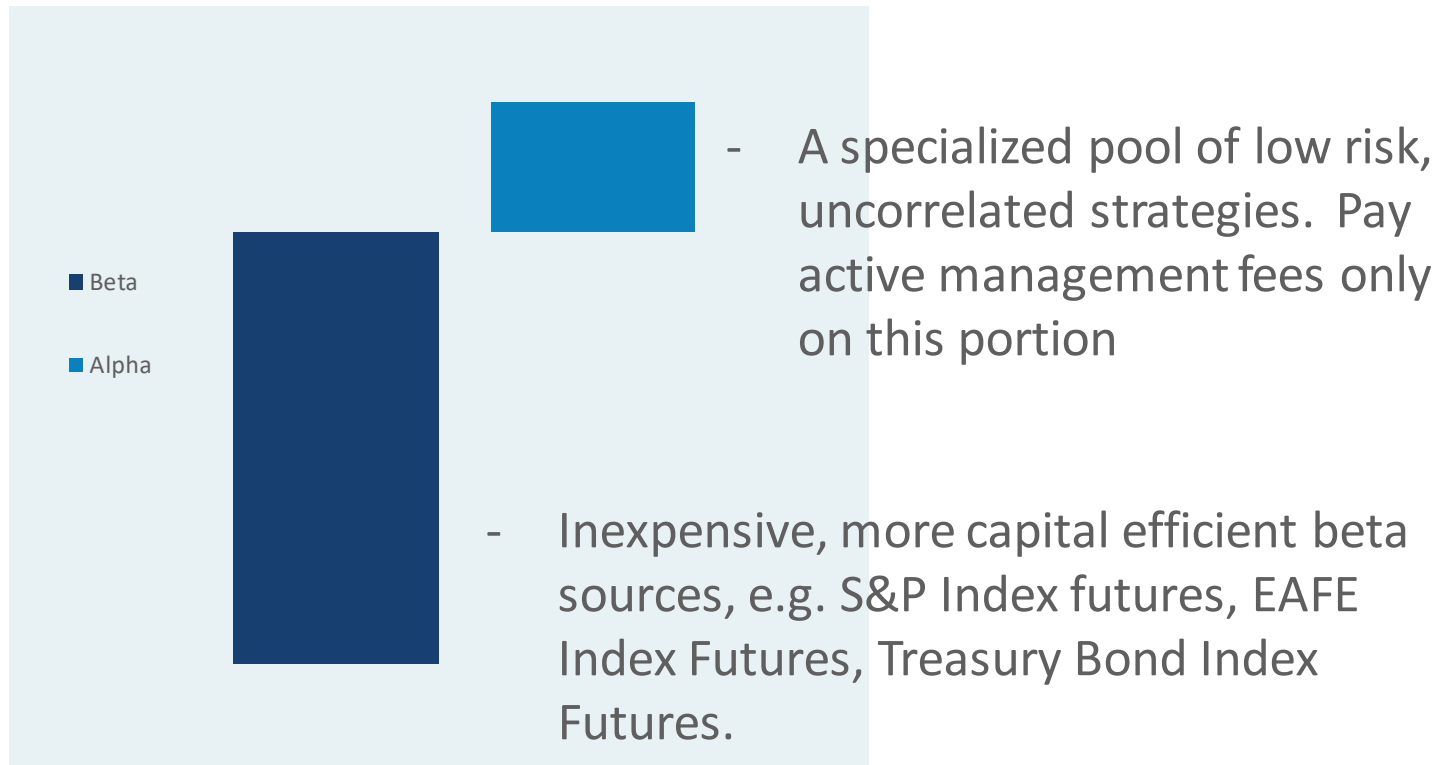 - A specialized pool of low risk,
uncorrelated strategies. Pay
active management fees only
on this portion
Beta
Alpha
- Inexpensive, more capital efficient beta
sources, e.g. S&P Index futures, EAFE
Index Futures, Treasury Bond Index
Futures.